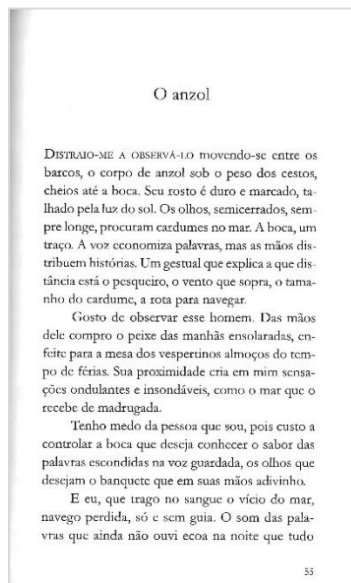 O anzol
DISTRAIO-ME A OBSERVÁ-LO movendo-se entre os
barcos, o corpo de anzol sob o peso dos cestos,
cheios até a boca. Seu rosto é duro e marcado, ta-
lhado pela luz do sol. Os olhos, semicerrados, sem-
pre longe, procuram cardumes no mar. A boca, um
traço. A voz economiza palavras, mas as mãos dis-
tribuem histórias. Um gestual que explica a que dis-
tância está o pesqueiro, o vento que sopra, o tama-
nho do cardume, a rota para navegar.
Gosto de observar esse homem. Das mãos
dele compro o peixe das manhãs ensolaradas, en-
feite para a mesa dos vespertinos almoços do tem-
po de férias. Sua proximidade cria em mim sensa-
ções ondulantes e insondáveis, como o mar que o
recebe de madrugada.
Tenho medo da pessoa que sou, pois custo a
controlar a boca que deseja conhecer o sabor das
palavras escondidas na voz guardada, os olhos que
desejam o banquete que em suas mãos adivinho.
E eu, que trago no sangue o vício do mar,
navego perdida, só e sem guia. O som das pala-
vras que ainda não ouvi ecoa na noite que tudo
55